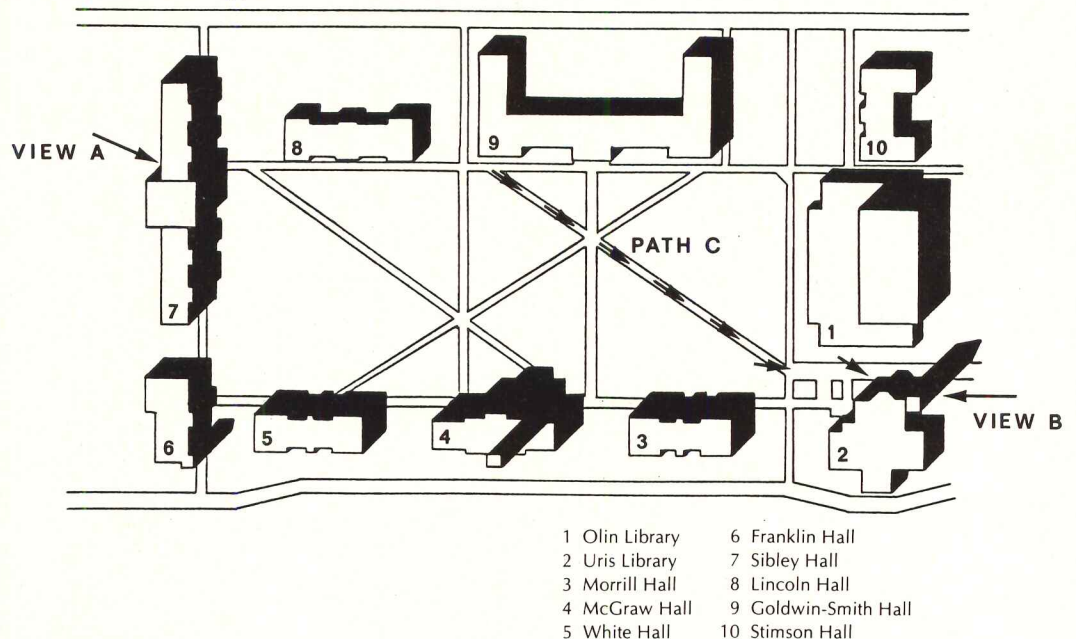 VIEW A
8
9
10
PATH C
7
1
VIEW B
6
5
4
3
2
1 Olin Library
2 Uris Library
3 Morrill Hall
4 McGraw Hall
5 White Hall
6 Franklin Hall
7 Sibley Hall
8 Lincoln Hall
9 Goldwin-Smith Hall
10 Stimson Hall